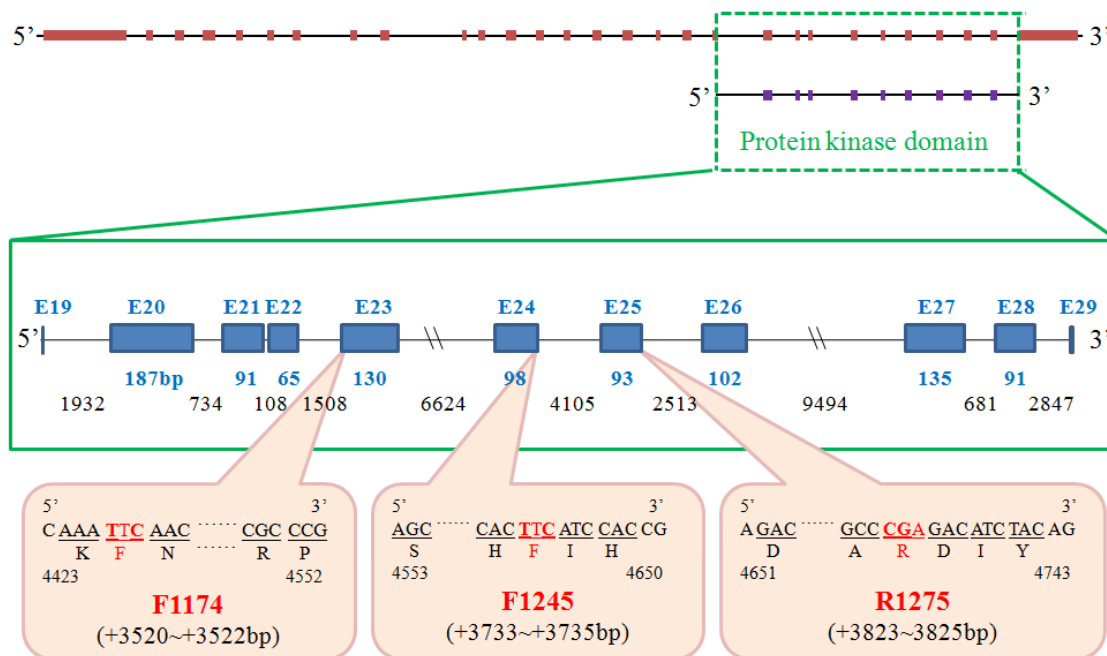 5’ 3’
5’ 3’
Protein kinase domain
E19 E20 E21 E22 E23 E24 E25 E26 E27 E28 E29
5’ 3’
187bp 91 65 130 98 93 102 135 91
1932 734 108 1508 6624 4105 2513 9494 681 2847
5’ 3’
C AAA TTC AAC ······ CGC CCG
K F N ······ R P
4423 4552
F1174
(+3520~+3522bp)
5’ 3’
AGC ······ CAC TTC ATC CAC CG
S H F I H
4553 4650
F1245
(+3733~+3735bp)
5’ 3’
A GAC ······ GCC CGA GAC ATC TAC AG
D A R D I Y
4651 4743
R1275
(+3823~3825bp)